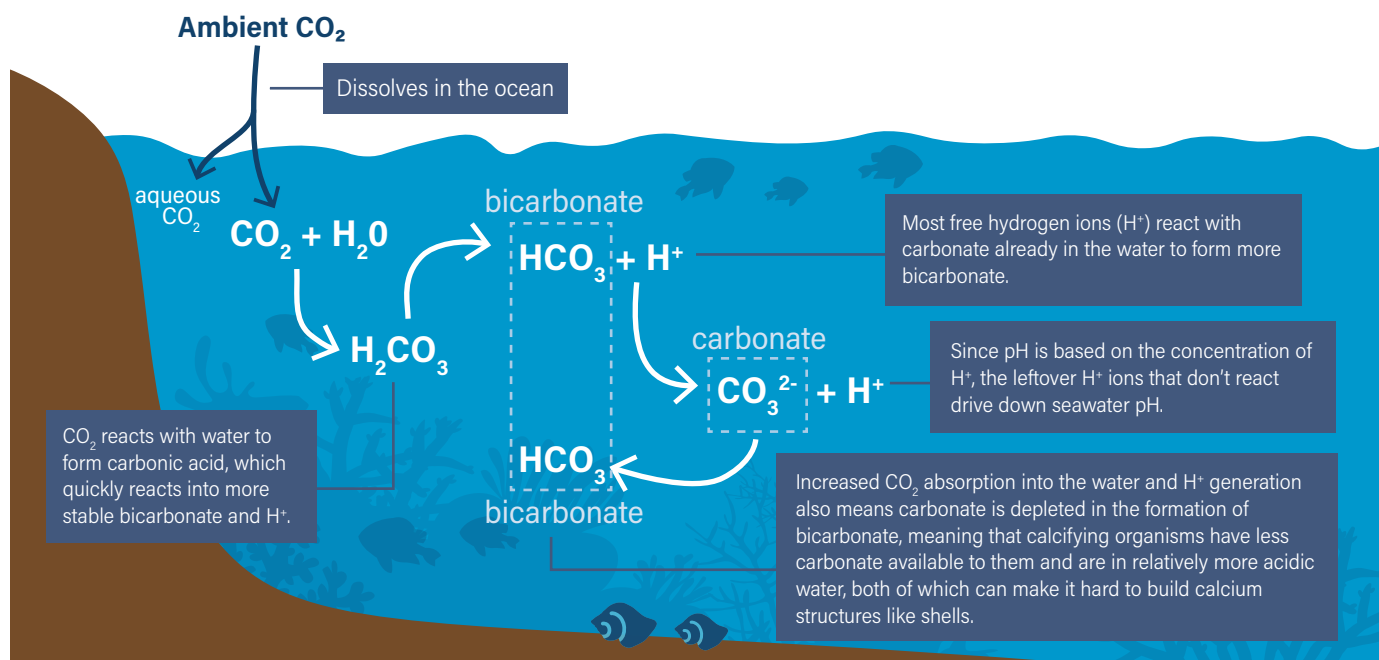 Ambient CO₂
Dissolves in the ocean
aqueous
CO₂
CO₂ + H₂0
bicarbonate
HCO₃ + H⁺
Most free hydrogen ions (H⁺) react with
carbonate already in the water to form more
bicarbonate.
H₂CO₃
carbonate
CO₃²⁻ + H⁺
Since pH is based on the concentration of
H⁺, the leftover H⁺ ions that don’t react
drive down seawater pH.
CO₂ reacts with water to
form carbonic acid, which
quickly reacts into more
stable bicarbonate and H⁺.
HCO₃
bicarbonate
Increased CO₂ absorption into the water and H⁺ generation
also means carbonate is depleted in the formation of
bicarbonate, meaning that calcifying organisms have less
carbonate available to them and are in relatively more acidic
water, both of which can make it hard to build calcium
structures like shells.